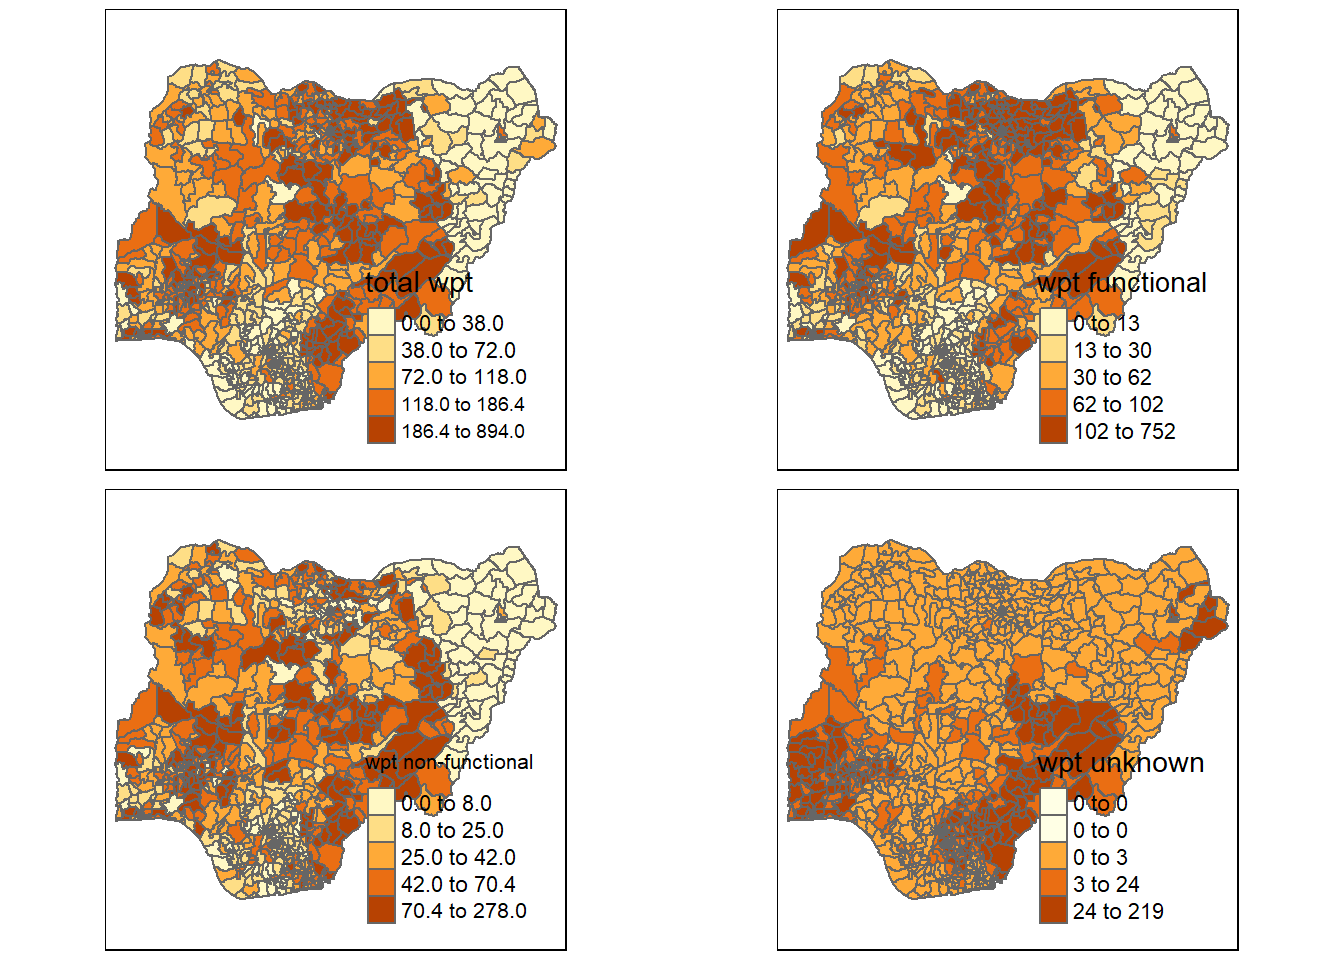 total wpt
0.0 to 38.0
38.0 to 72.0
72.0 to 118.0
118.0 to 186.4
186.4 to 894.0
wpt functional
0 to 13
13 to 30
30 to 62
62 to 102
102 to 752
wpt non-functional
0.0 to 8.0
8.0 to 25.0
25.0 to 42.0
42.0 to 70.4
70.4 to 278.0
wpt unknown
0 to 0
0 to 0
0 to 3
3 to 24
24 to 219